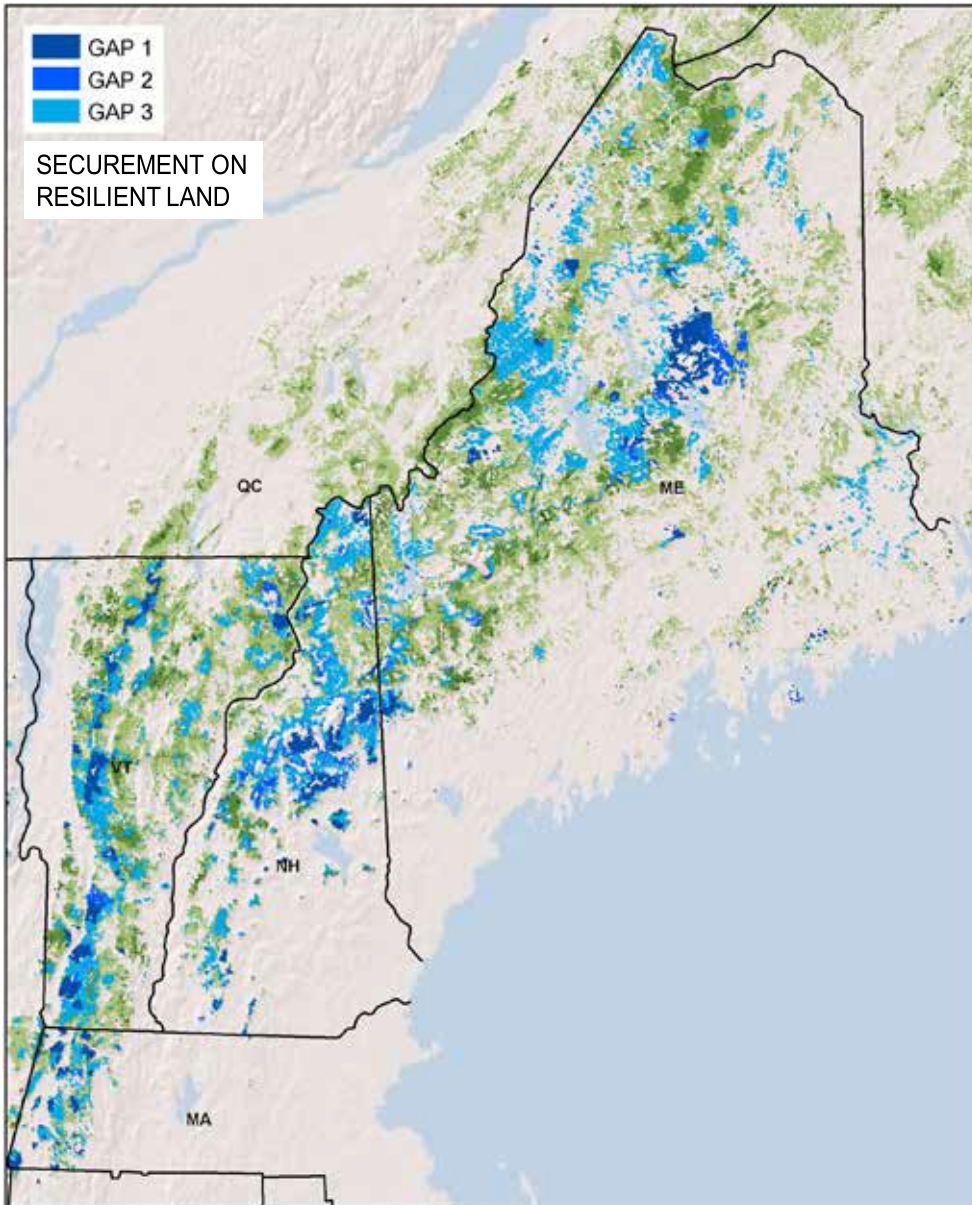 GAP 1
GAP 2
GAP 3
SECUREMENT ON
RESILIENT LAND
QC
ME
VT
NH
MA